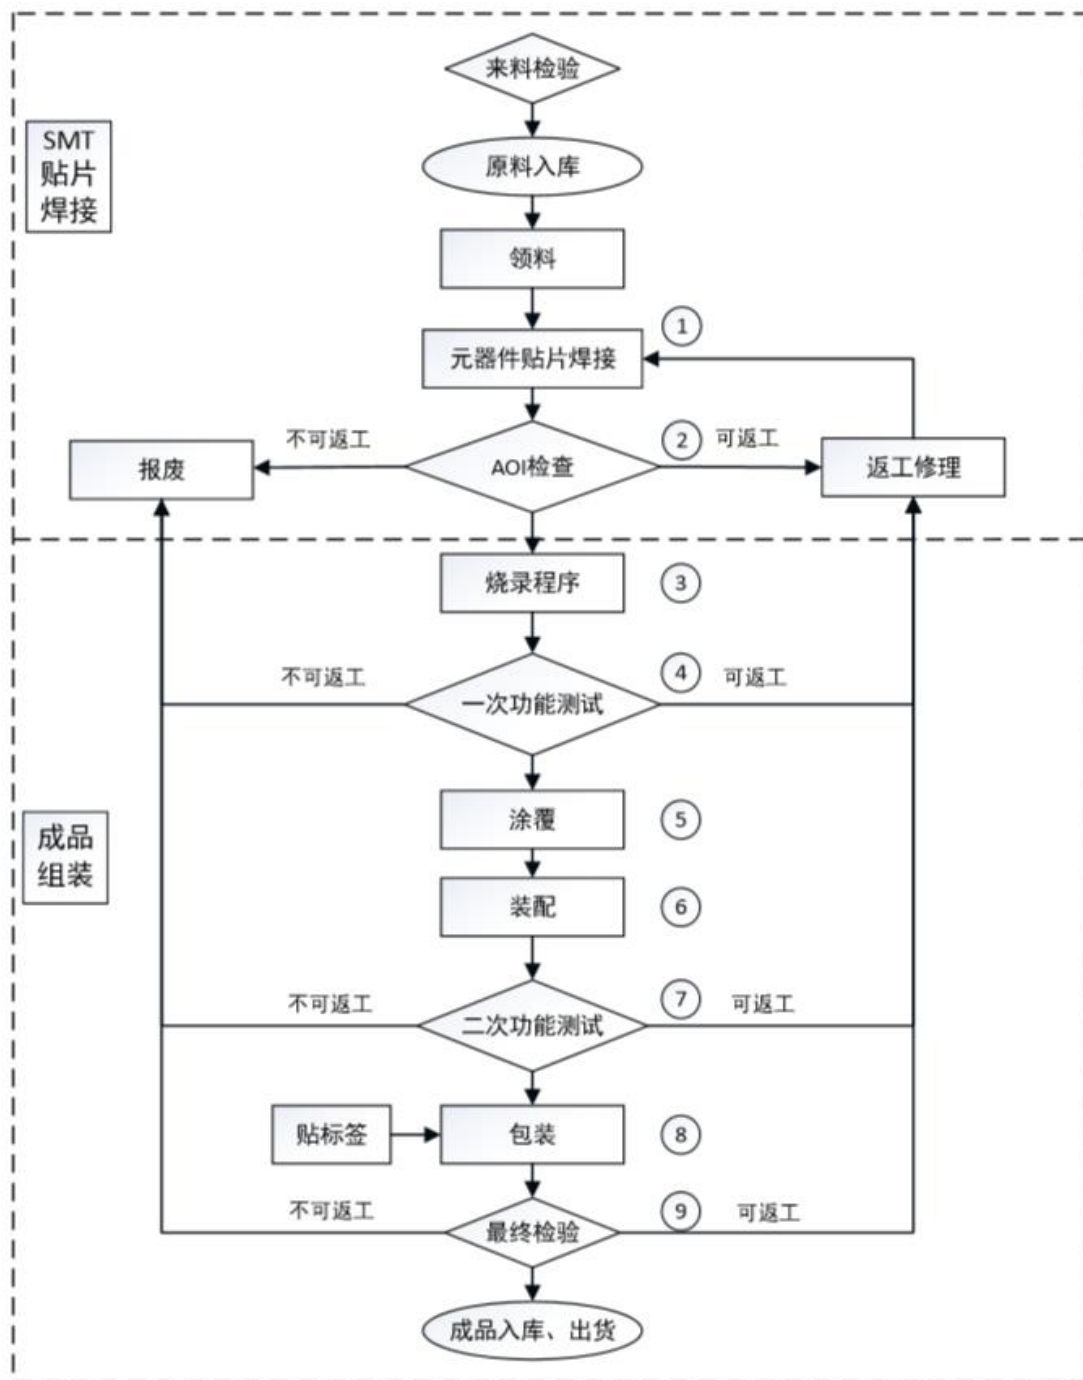 来料检验
SMT
贴片
焊接
原料入库
领料
①
元器件贴片焊接
不可返工
②
可返工
报废
AOI检查
返工修理
烧录程序
③
不可返工
④
可返工
一次功能测试
成品
组装
涂覆
⑤
装配
⑥
不可返工
⑦
可返工
二次功能测试
贴标签
包装
⑧
不可返工
⑨
可返工
最终检验
成品入库、出货